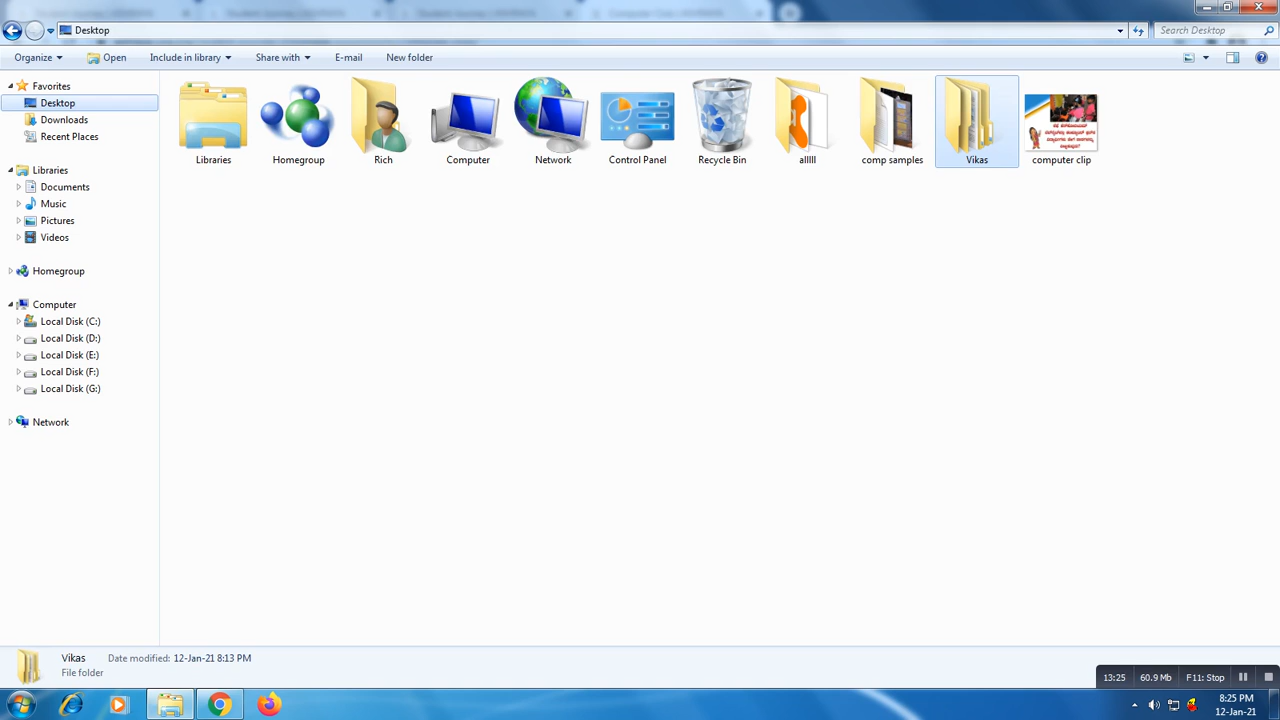 Desktop
Search Desktop
Organize
Open
Include in library
Share with
E-mail
New folder
Favorites
Desktop
Downloads
Recent Places
Libraries
Documents
Music
Pictures
Videos
Homegroup
Computer
Local Disk (C:)
Local Disk (D:)
Local Disk (E:)
Local Disk (F:)
Local Disk (G:)
Network
Libraries
Homegroup
Rich
Computer
Network
Control Panel
Recycle Bin
alllll
comp samples
Vikas
computer clip
Vikas
Date modified: 12-Jan-21 8:13 PM
File folder
13:25
60.9 Mb
F11: Stop
8:25 PM
12-Jan-21